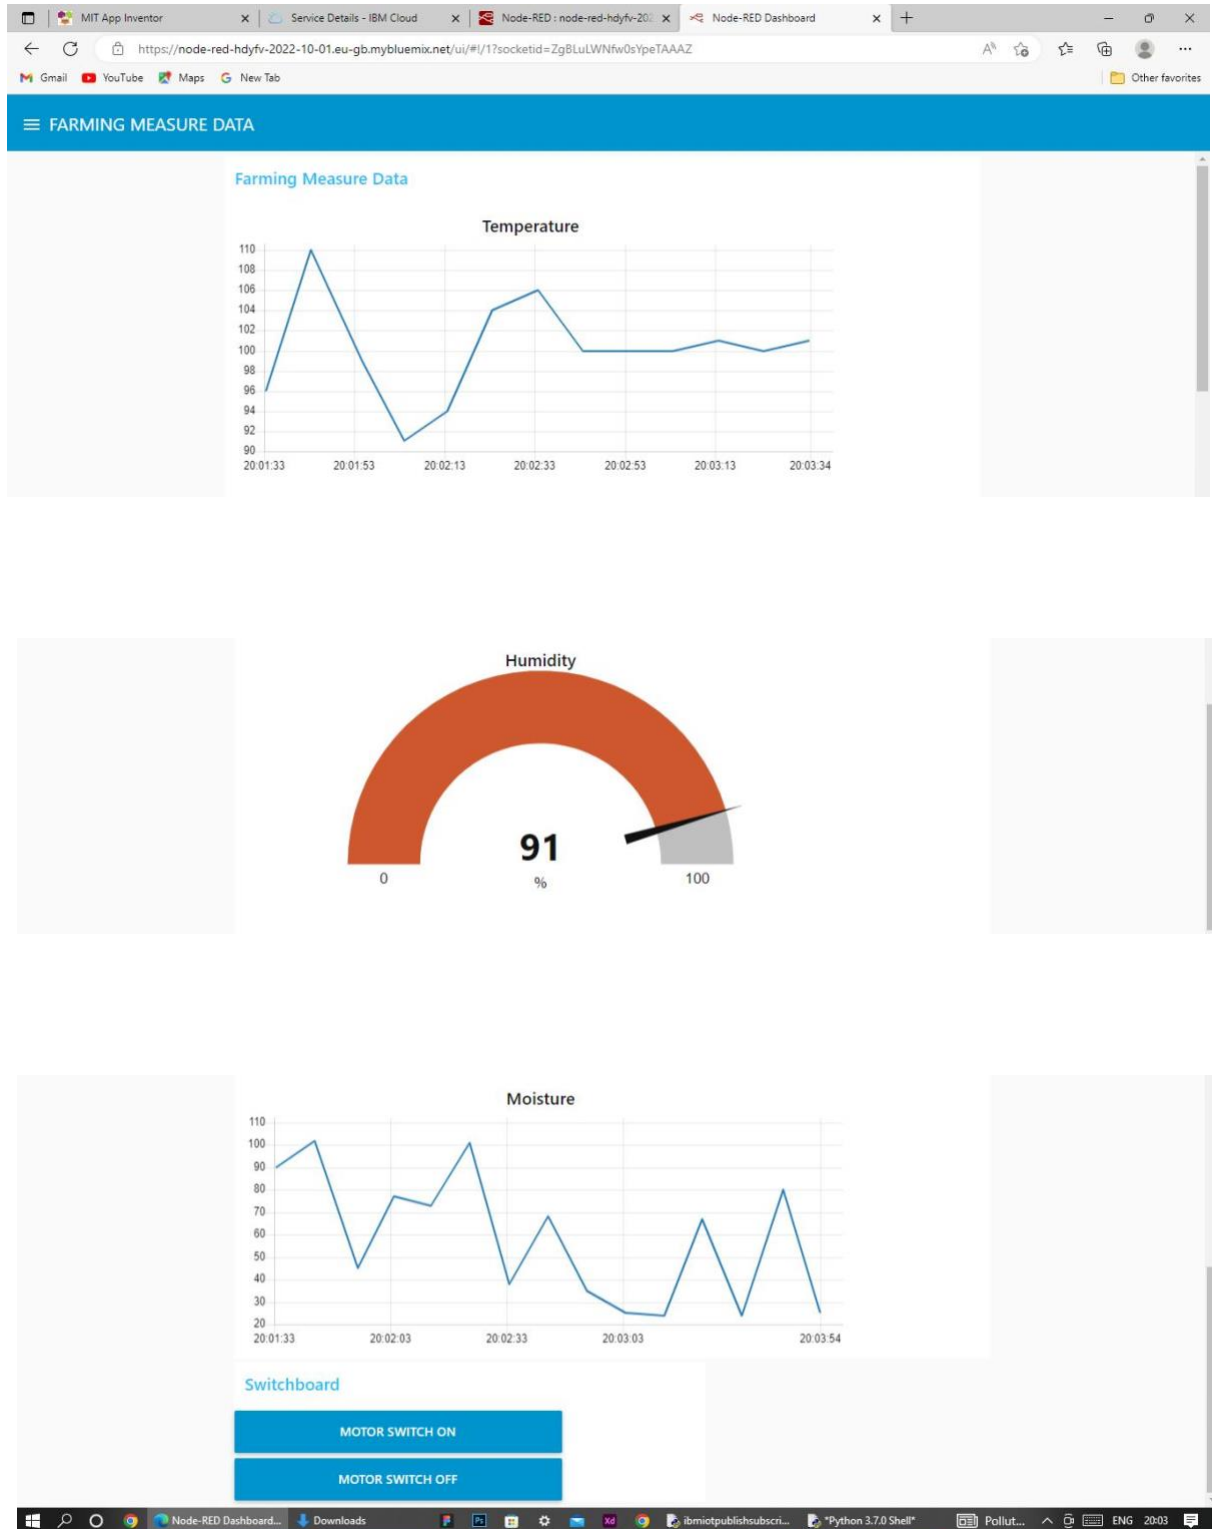 MIT App Inventor
Service Details - IBM Cloud
Node-RED : node-red-hdyfv-202
Node-RED Dashboard
https://node-red-hdyfv-2022-10-01.eu-gb.mybluemix.net/ui/#!/1?socketid=ZgBLuLWNfw0sYpeTAAAZ
Gmail YouTube Maps New Tab Other favorites
FARMING MEASURE DATA
Farming Measure Data
Temperature
110
108
106
104
102
100
98
96
94
92
90
20:01:33 20:01:53 20:02:13 20:02:33 20:02:53 20:03:13 20:03:34
Humidity
91
%
0 100
Moisture
110
100
90
80
70
60
50
40
30
20
20:01:33 20:02:03 20:02:33 20:03:03 20:03:54
Switchboard
MOTOR SWITCH ON
MOTOR SWITCH OFF
Node-RED Dashboard... Downloads Ps Xd ibmiotpublishsubscri... *Python 3.7.0 Shell* Pollut... ENG 20:03